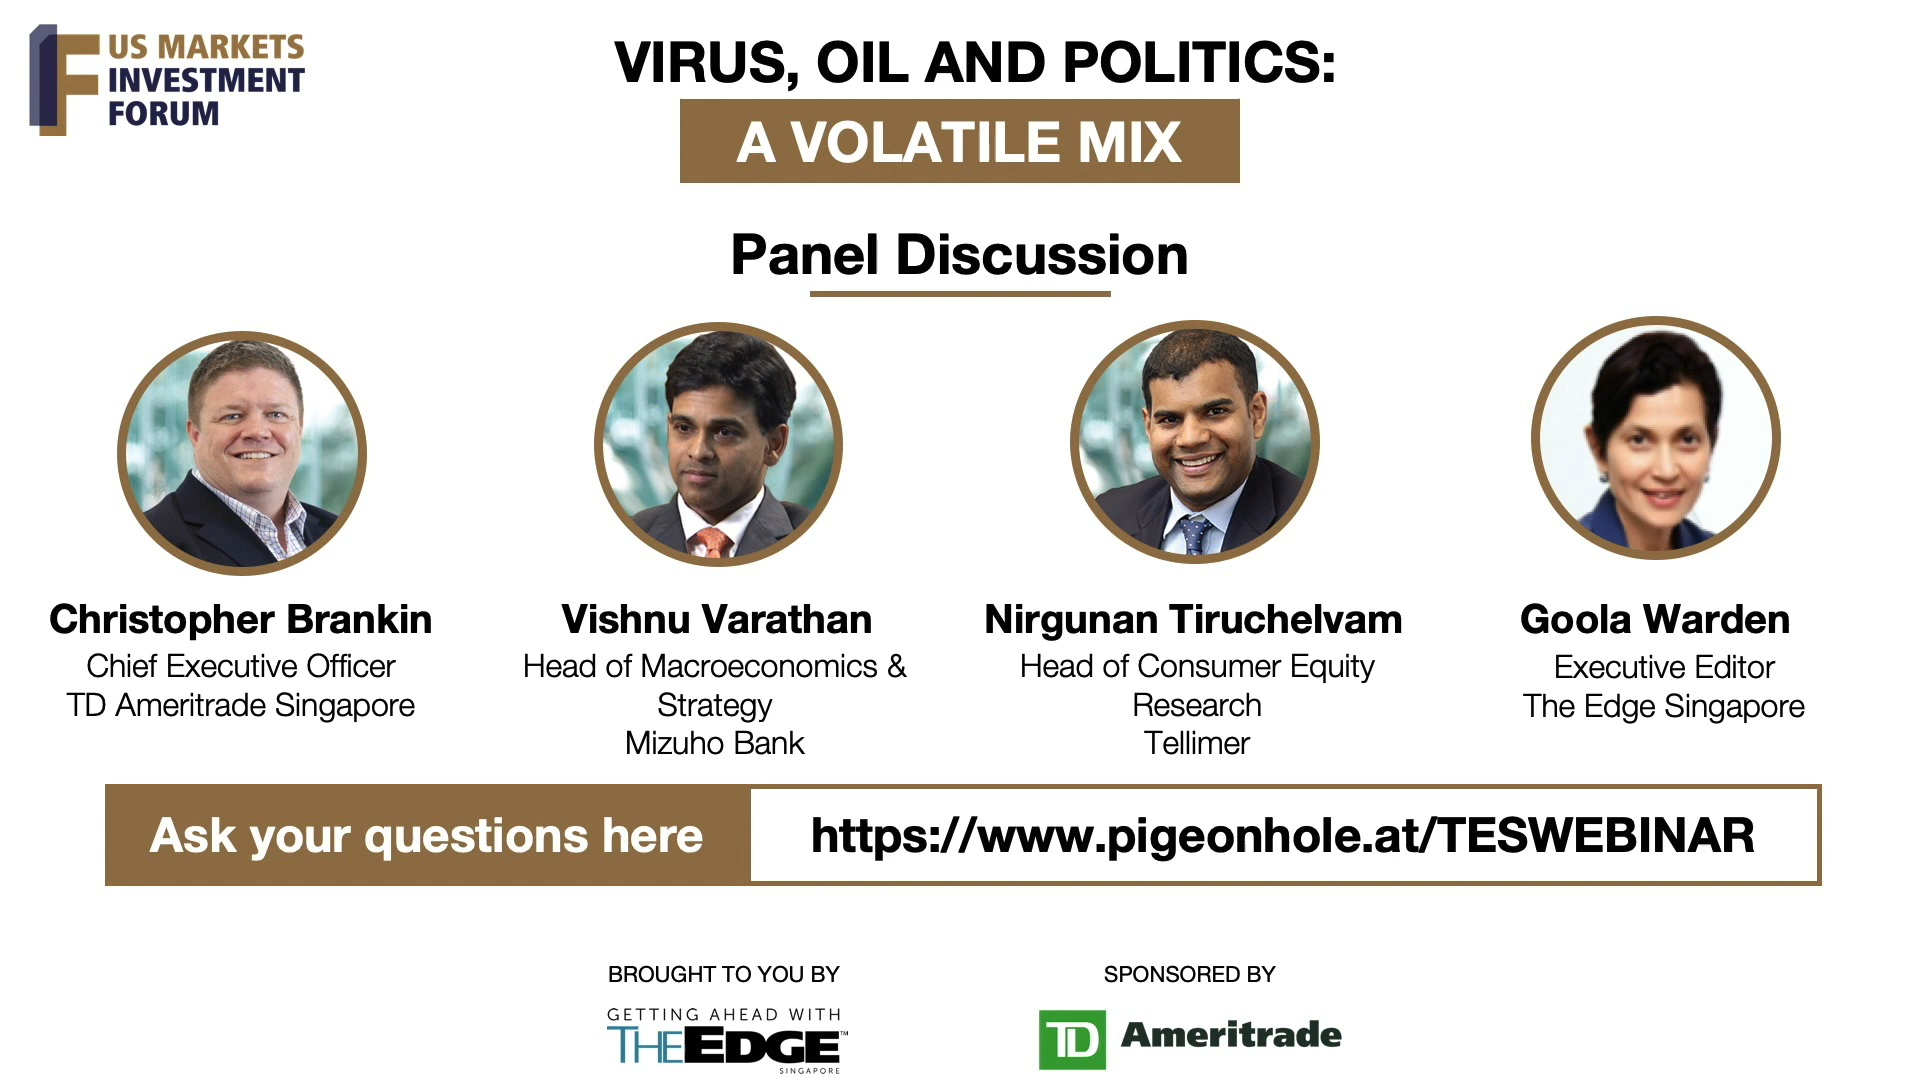 US MARKETS
INVESTMENT
FORUM
VIRUS, OIL AND POLITICS:
A VOLATILE MIX
Panel Discussion
Christopher Brankin
Chief Executive Officer
TD Ameritrade Singapore
Vishnu Varathan
Head of Macroeconomics &
Strategy
Mizuho Bank
Nirgunan Tiruchelvam
Head of Consumer Equity
Research
Tellimer
Goola Warden
Executive Editor
The Edge Singapore
Ask your questions here
https://www.pigeonhole.at/TESWEBINAR
BROUGHT TO YOU BY
GETTING AHEAD WITH
THEEDGE™
SINGAPORE
SPONSORED BY
TD Ameritrade